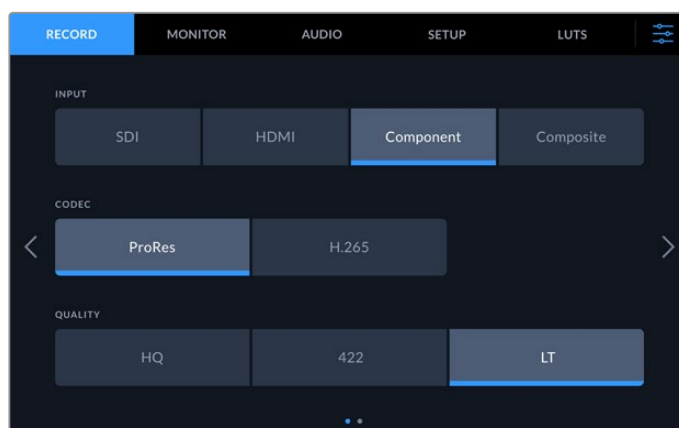 RECORD MONITOR AUDIO SETUP LUTS
INPUT
SDI HDMI Component Composite
CODEC
ProRes H.265
QUALITY
HQ 422 LT